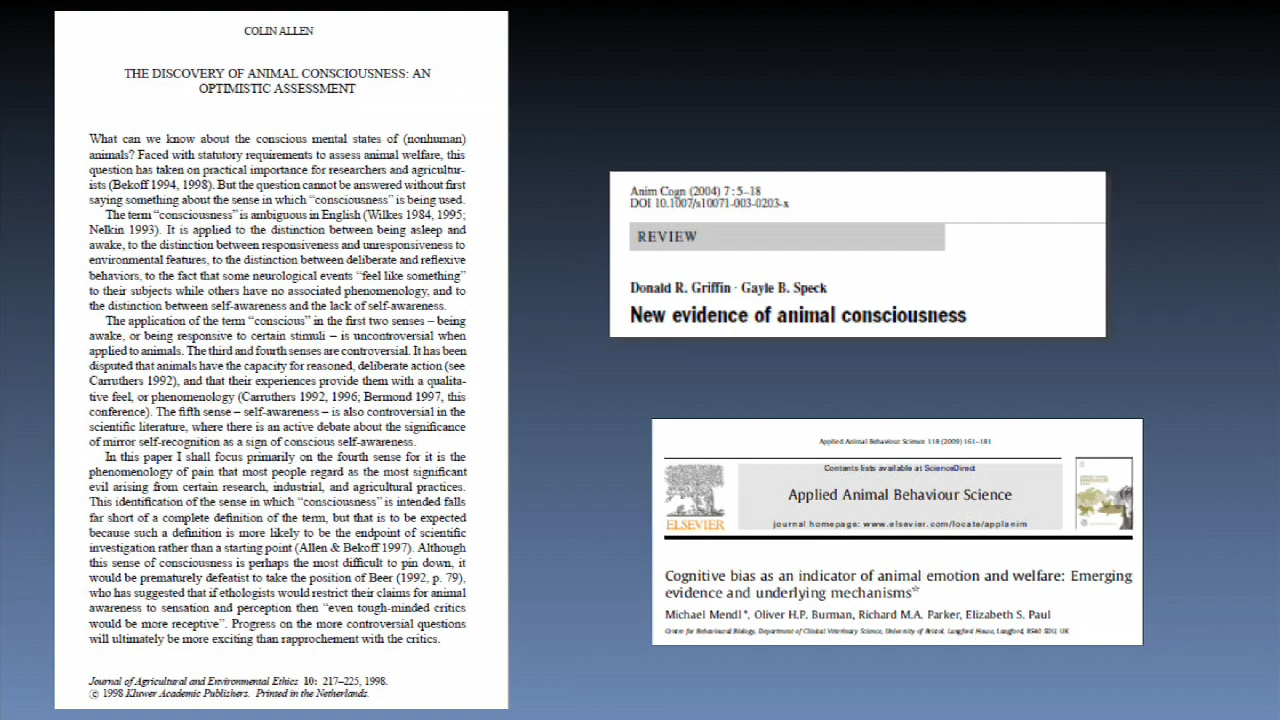 COLIN ALLEN
THE DISCOVERY OF ANIMAL CONSCIOUSNESS: AN
OPTIMISTIC ASSESSMENT
What can we know about the conscious mental states of (nonhuman)
animals? Faced with statutory requirements to assess animal welfare, this
question has taken on practical importance for researchers and agricultur-
ists (Bekoff 1994, 1998). But the question cannot be answered without first
saying something about the sense in which “consciousness” is being used.
The term “consciousness” is ambiguous in English (Wilkes 1984, 1995;
Nelkin 1993). It is applied to the distinction between being asleep and
awake, to the distinction between responsiveness and unresponsiveness to
environmental features, to the distinction between deliberate and reflexive
behaviors, to the fact that some neurological events “feel like something”
to their subjects while others have no associated phenomenology, and to
the distinction between self-awareness and the lack of self-awareness.
The application of the term “conscious” in the first two senses – being
awake, or being responsive to certain stimuli – is uncontroversial when
applied to animals. The third and fourth senses are controversial. It has been
disputed that animals have the capacity for reasoned, deliberate action (see
Carruthers 1992), and that their experiences provide them with a qualita-
tive feel, or phenomenology (Carruthers 1992, 1996; Bermond 1997, this
conference). The fifth sense – self-awareness – is also controversial in the
scientific literature, where there is an active debate about the significance
of mirror self-recognition as a sign of conscious self-awareness.
In this paper I shall focus primarily on the fourth sense for it is the
phenomenology of pain that most people regard as the most significant
evil arising from certain research, industrial, and agricultural practices.
This identification of the sense in which “consciousness” is intended falls
far short of a complete definition of the term, but that is to be expected
because such a definition is more likely to be the endpoint of scientific
investigation rather than a starting point (Allen & Bekoff 1997). Although
this sense of consciousness is perhaps the most difficult to pin down, it
would be prematurely defeatist to take the position of Beer (1992, p. 79),
who has suggested that if ethologists would restrict their claims for animal
awareness to sensation and perception then “even tough-minded critics
would be more receptive”. Progress on the more controversial questions
will ultimately be more exciting than rapprochement with the critics.
Journal of Agricultural and Environmental Ethics 10: 217–225, 1998.
© 1998 Kluwer Academic Publishers. Printed in the Netherlands.
Anim Cogn (2004) 7 : 5–18
DOI 10.1007/s10071-003-0203-x
REVIEW
Donald R. Griffin · Gayle B. Speck
New evidence of animal consciousness
Applied Animal Behaviour Science 118 (2009) 161–181
Contents lists available at ScienceDirect
Applied Animal Behaviour Science
journal homepage: www.elsevier.com/locate/applanim
ELSEVIER
Cognitive bias as an indicator of animal emotion and welfare: Emerging
evidence and underlying mechanisms☆
Michael Mendl*, Oliver H.P. Burman, Richard M.A. Parker, Elizabeth S. Paul
Centre for Behavioural Biology, Department of Clinical Veterinary Science, University of Bristol, Langford House, Langford, BS40 5DU, UK